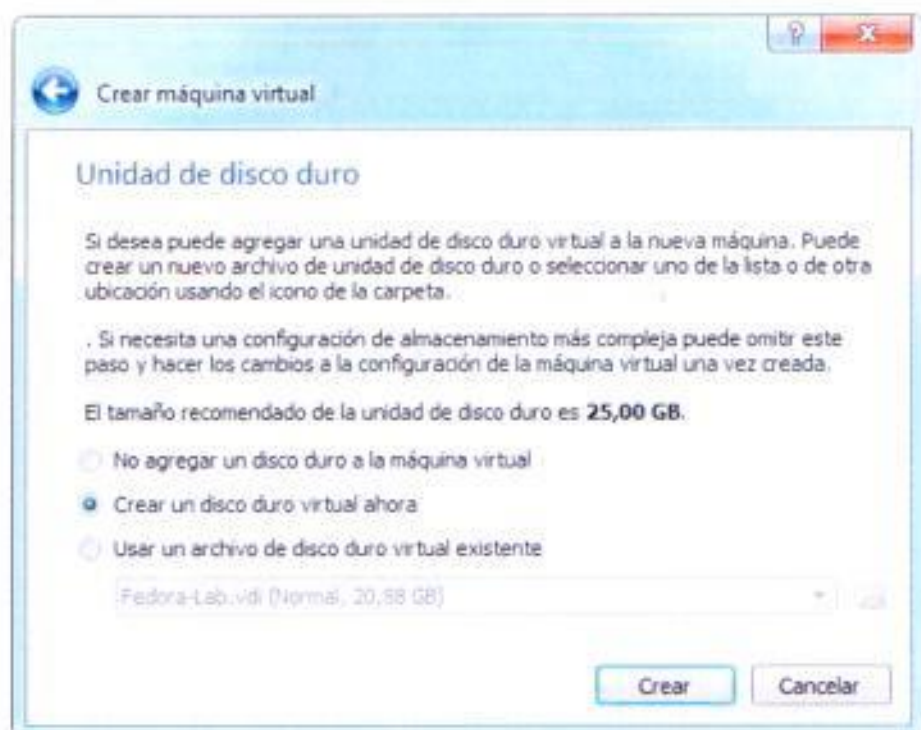 Crear máquina virtual
Unidad de disco duro
Si desea puede agregar una unidad de disco duro virtual a la nueva máquina. Puede
crear un nuevo archivo de unidad de disco duro o seleccionar uno de la lista o de otra
ubicación usando el icono de la carpeta.
. Si necesita una configuración de almacenamiento más compleja puede omitir este
paso y hacer los cambios a la configuración de la máquina virtual una vez creada.
El tamaño recomendado de la unidad de disco duro es 25,00 GB.
No agregar un disco duro a la máquina virtual
Crear un disco duro virtual ahora
Usar un archivo de disco duro virtual existente
Fedora-Lab.vdi (Normal, 20,58 GB)
Crear
Cancelar